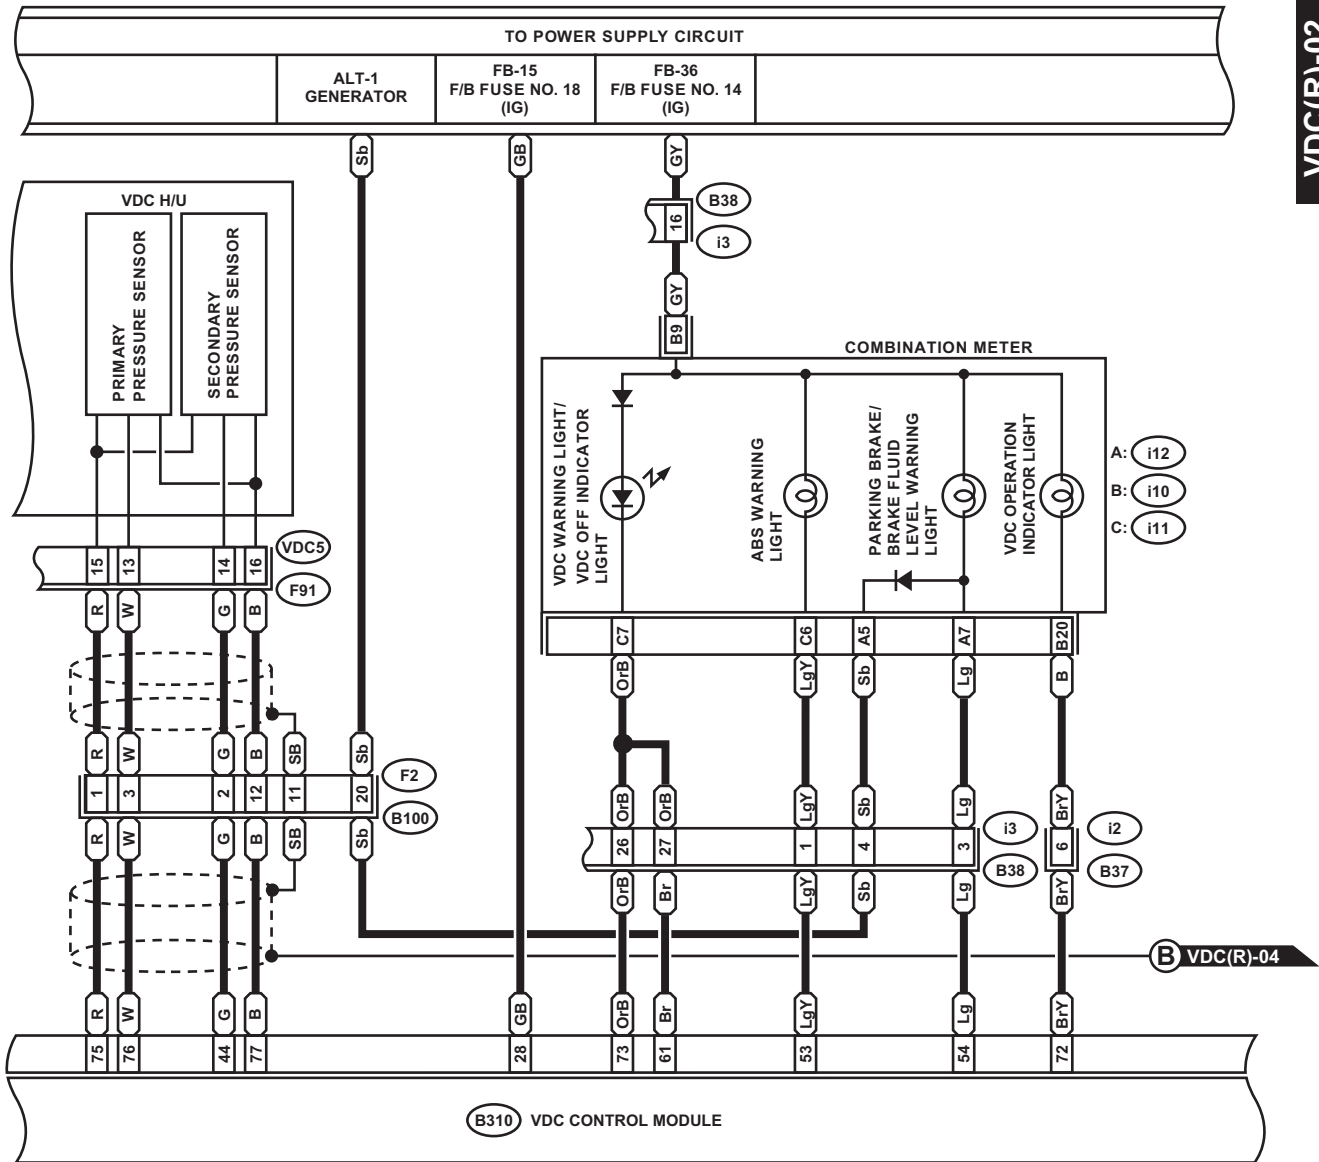 TO POWER SUPPLY CIRCUIT
ALT-1
GENERATOR
FB-15
F/B FUSE NO. 18
(IG)
FB-36
F/B FUSE NO. 14
(IG)
VDC(R)-02
Sb
GB
GY
16
B38
i3
GY
B9
VDC H/U
PRIMARY
PRESSURE SENSOR
SECONDARY
PRESSURE SENSOR
COMBINATION METER
VDC WARNING LIGHT/
VDC OFF INDICATOR
LIGHT
ABS WARNING
LIGHT
PARKING BRAKE/
BRAKE FLUID
LEVEL WARNING
LIGHT
VDC OPERATION
INDICATOR LIGHT
A: i12
B: i10
C: i11
15 13 14 16
VDC5
F91
R W G B
C7 C6 A5 A7 B20
OrB LgY Sb Lg B
R W G B SB Sb
1 3 2 12 11 20
F2
B100
R W G B SB Sb
OrB OrB LgY Sb Lg BrY
26 27 1 4 3 6
i3
B38
i2
B37
OrB Br LgY Sb Lg BrY
B VDC(R)-04
R W G B GB OrB Br LgY Lg BrY
75 76 44 77 28 73 61 53 54 72
B310 VDC CONTROL MODULE